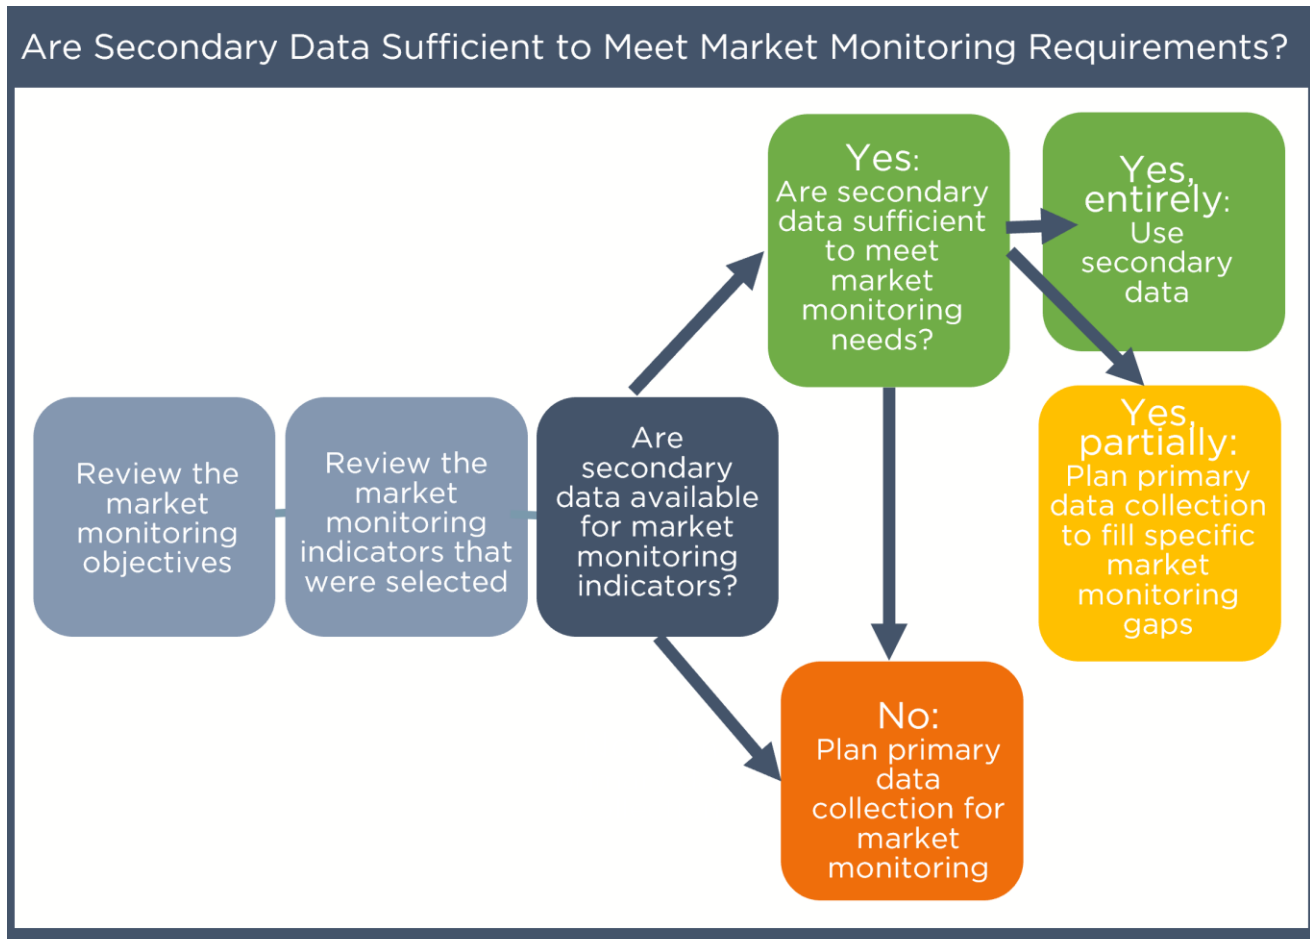 Are Secondary Data Sufficient to Meet Market Monitoring Requirements?
Review the
market
monitoring
objectives
Review the
market
monitoring
indicators that
were selected
Are
secondary
data available
for market
monitoring
indicators?
Yes:
Are secondary
data sufficient
to meet
market
monitoring
needs?
Yes,
entirely:
Use
secondary
data
Yes,
partially:
Plan primary
data collection
to fill specific
market
monitoring
gaps
No:
Plan primary
data
collection for
market
monitoring